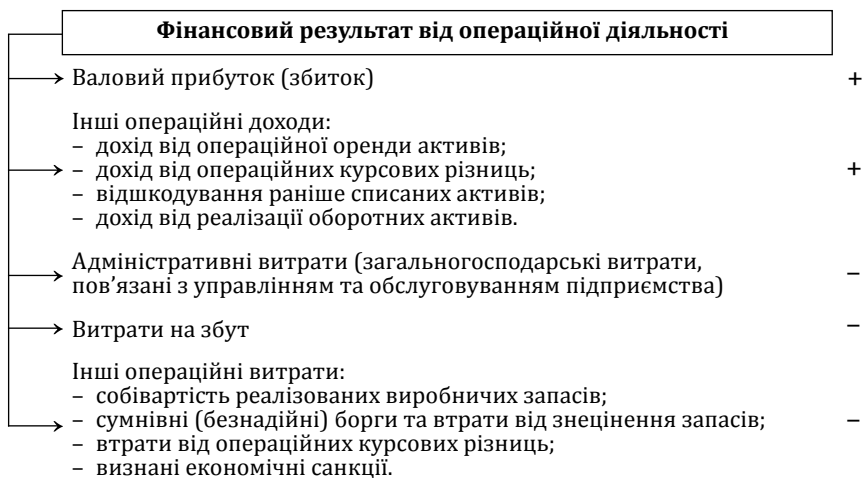 Фінансовий результат від операційної діяльності
Валовий прибуток (збиток) +
Інші операційні доходи:
– дохід від операційної оренди активів;
– дохід від операційних курсових різниць; +
– відшкодування раніше списаних активів;
– дохід від реалізації оборотних активів.
Адміністративні витрати (загальногосподарські витрати, –
пов’язані з управлінням та обслуговуванням підприємства)
Витрати на збут –
Інші операційні витрати:
– собівартість реалізованих виробничих запасів;
– сумнівні (безнадійні) борги та втрати від знецінення запасів; –
– втрати від операційних курсових різниць;
– визнані економічні санкції.